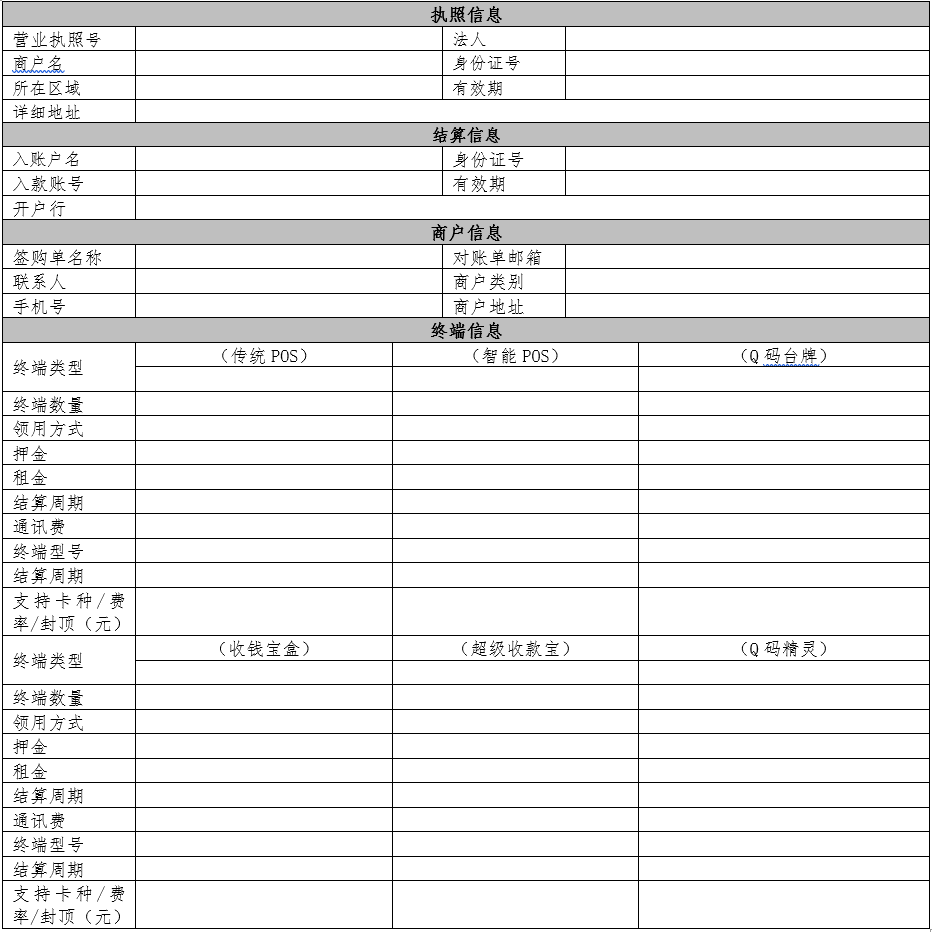 执照信息
营业执照号 法人
商户名 身份证号
所在区域 有效期
详细地址
结算信息
入账户名 身份证号
入款账号 有效期
开户行
商户信息
签购单名称 对账单邮箱
联系人 商户类别
手机号 商户地址
终端信息
终端类型 （传统 POS） （智能 POS） （Q 码台牌）
终端数量
领用方式
押金
租金
结算周期
通讯费
终端型号
结算周期
支持卡种/费
率/封顶（元）
终端类型 （收钱宝盒） （超级收款宝） （Q 码精灵）
终端数量
领用方式
押金
租金
结算周期
通讯费
终端型号
结算周期
支持卡种/费
率/封顶（元）